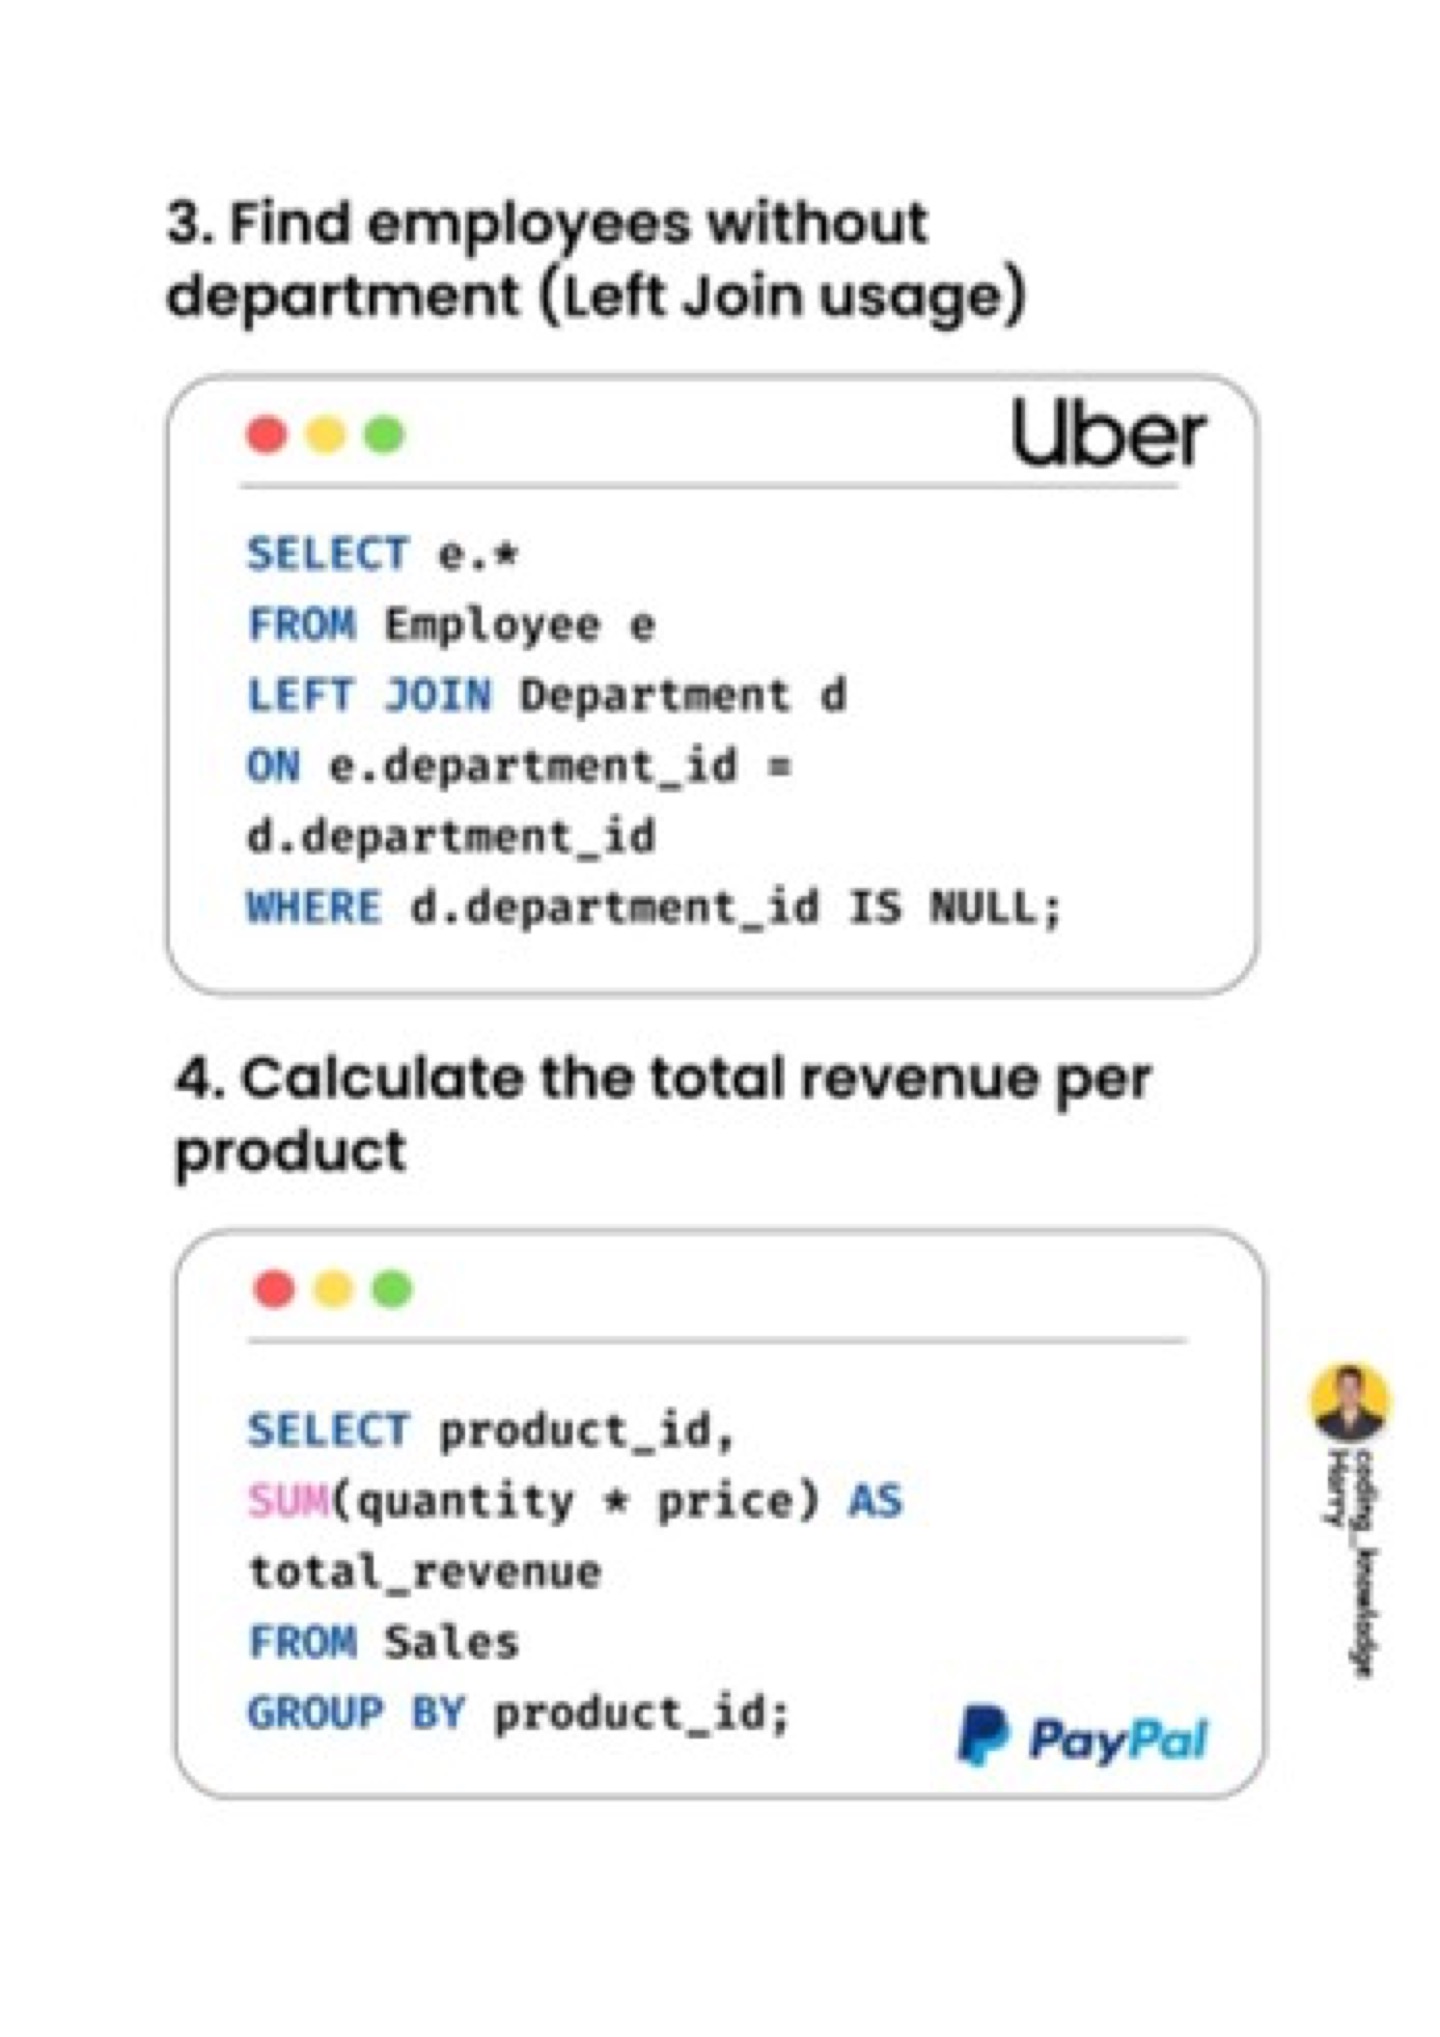 3. Find employees without
department (Left Join usage)
Uber
SELECT e.*
FROM Employee e
LEFT JOIN Department d
ON e.department_id =
d.department_id
WHERE d.department_id IS NULL;
4. Calculate the total revenue per
product
SELECT product_id,
SUM(quantity * price) AS
total_revenue
FROM Sales
GROUP BY product_id;
PayPal
coding_knowledge
Harry